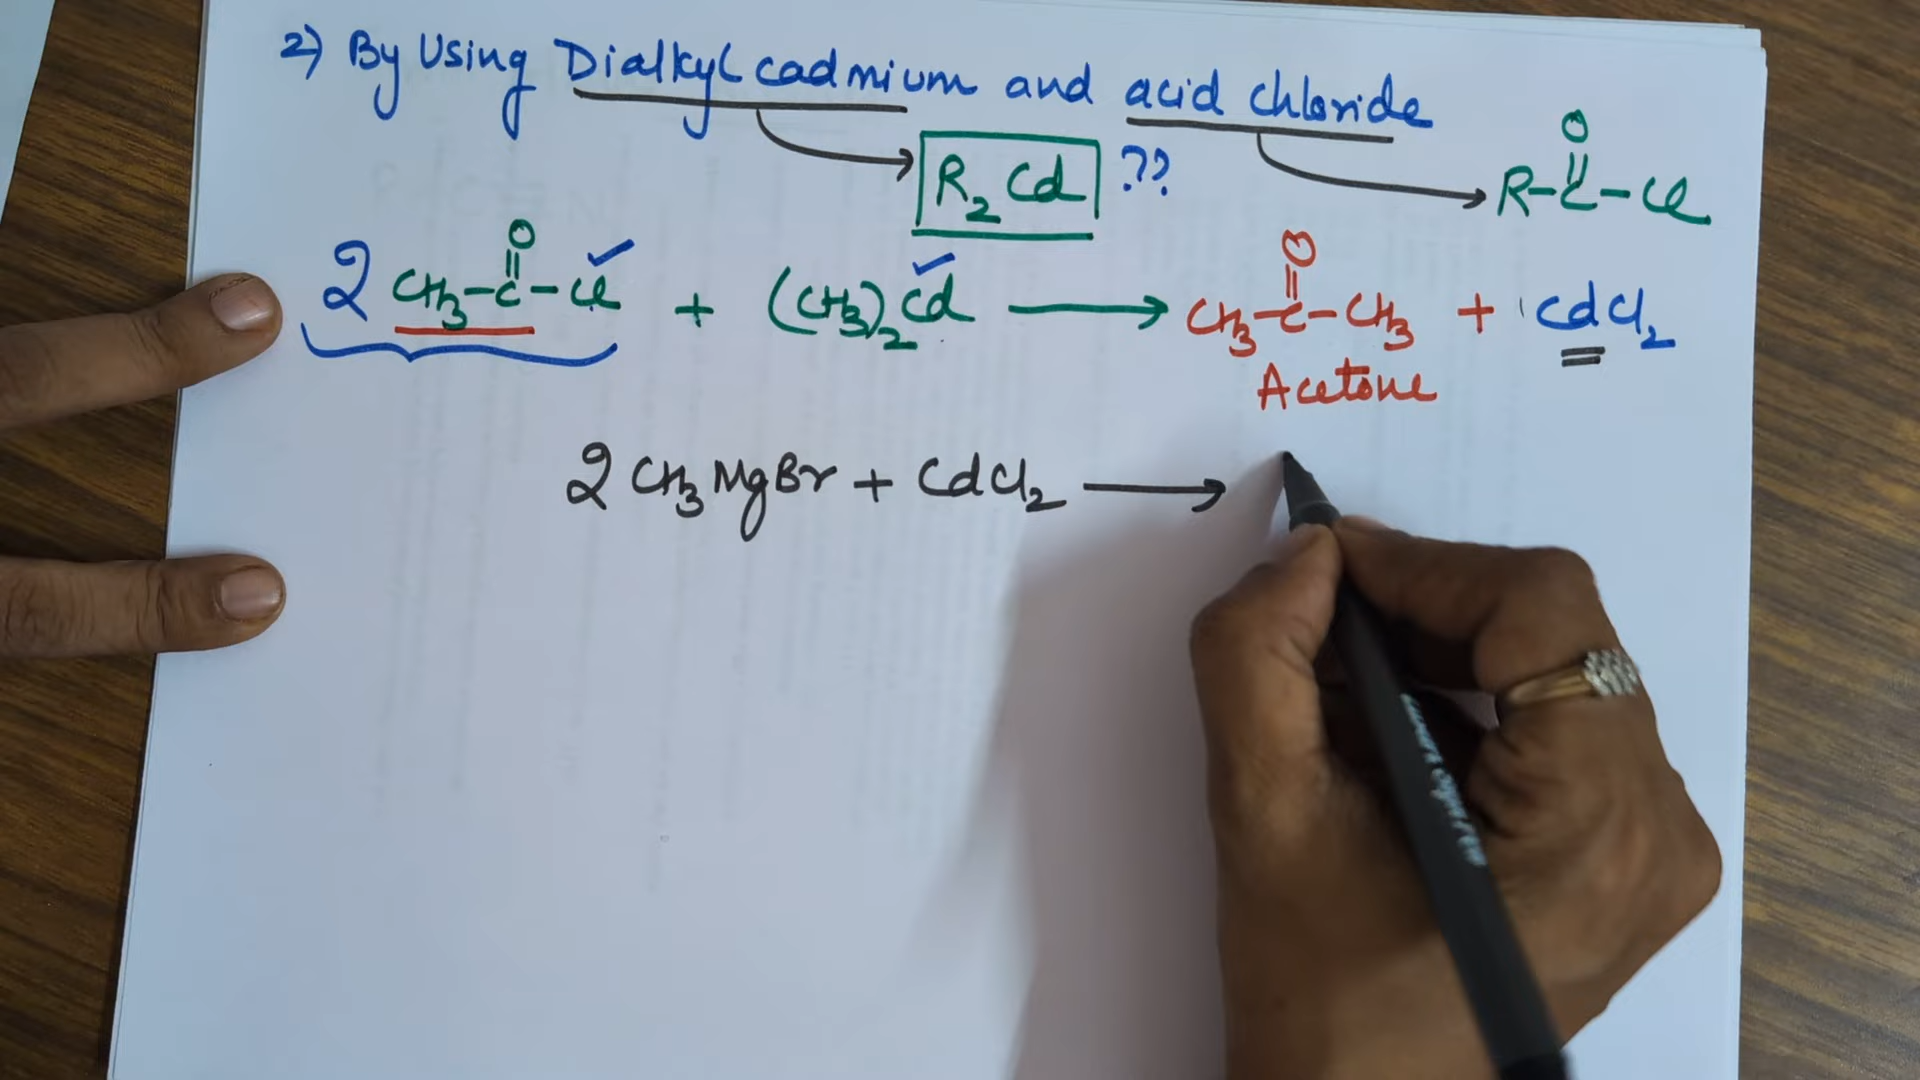 2) By Using Dialkyl cadmium and acid chloride
R₂Cd ??
O
R-C-Cl
O
2 CH₃-C-Cl + (CH₃)₂Cd ⟶ CH₃-C-CH₃ + CdCl₂
O
Acetone
2 CH₃MgBr + CdCl₂ ⟶